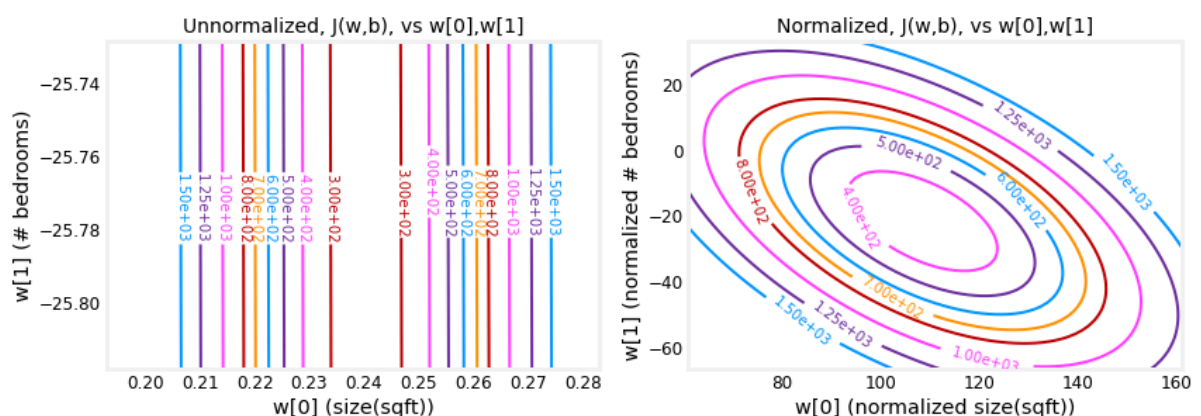 Unnormalized, J(w,b), vs w[0],w[1]
w[1] (# bedrooms)
−25.74
−25.76
−25.78
−25.80
1.50e+03
1.25e+03
1.00e+03
8.00e+02
7.00e+02
6.00e+02
5.00e+02
4.00e+02
3.00e+02
3.00e+02
4.00e+02
5.00e+02
6.00e+02
7.00e+02
8.00e+02
1.00e+03
1.25e+03
1.50e+03
0.20 0.21 0.22 0.23 0.24 0.25 0.26 0.27 0.28
w[0] (size(sqft))
Normalized, J(w,b), vs w[0],w[1]
w[1] (normalized # bedrooms)
20
0
−20
−40
−60
1.25e+03
1.50e+03
5.00e+02
6.00e+02
8.00e+02
4.00e+02
7.00e+02
1.25e+03
1.50e+03
1.00e+03
80 100 120 140 160
w[0] (normalized size(sqft))